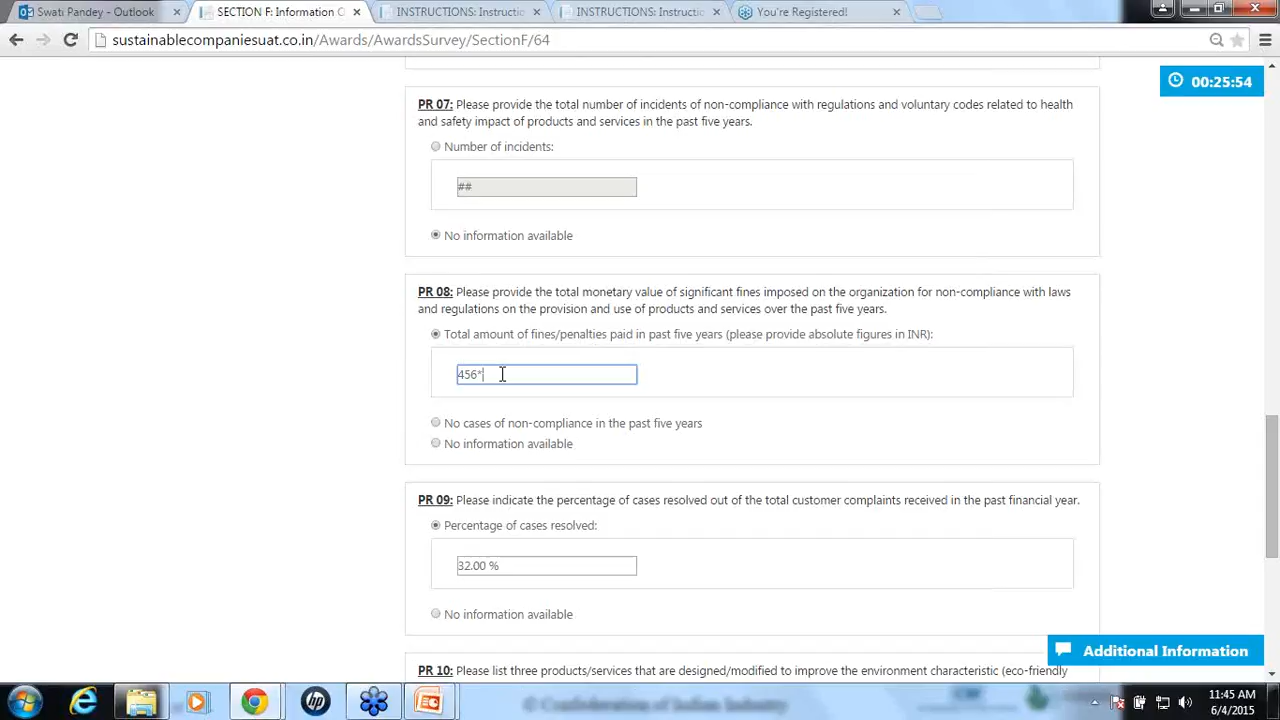 Swati Pandey - Outlook
SECTION F: Information C
INSTRUCTIONS: Instructio
INSTRUCTIONS: Instructio
You're Registered!
sustainablecompaniesuat.co.in/Awards/AwardsSurvey/SectionF/64
00:25:54
PR 07: Please provide the total number of incidents of non-compliance with regulations and voluntary codes related to health
and safety impact of products and services in the past five years.
Number of incidents:
##
No information available
PR 08: Please provide the total monetary value of significant fines imposed on the organization for non-compliance with laws
and regulations on the provision and use of products and services over the past five years.
Total amount of fines/penalties paid in past five years (please provide absolute figures in INR):
456*
No cases of non-compliance in the past five years
No information available
PR 09: Please indicate the percentage of cases resolved out of the total customer complaints received in the past financial year.
Percentage of cases resolved:
32.00 %
No information available
Additional Information
PR 10: Please list three products/services that are designed/modified to improve the environment characteristic (eco-friendly
hp
11:45 AM
6/4/2015